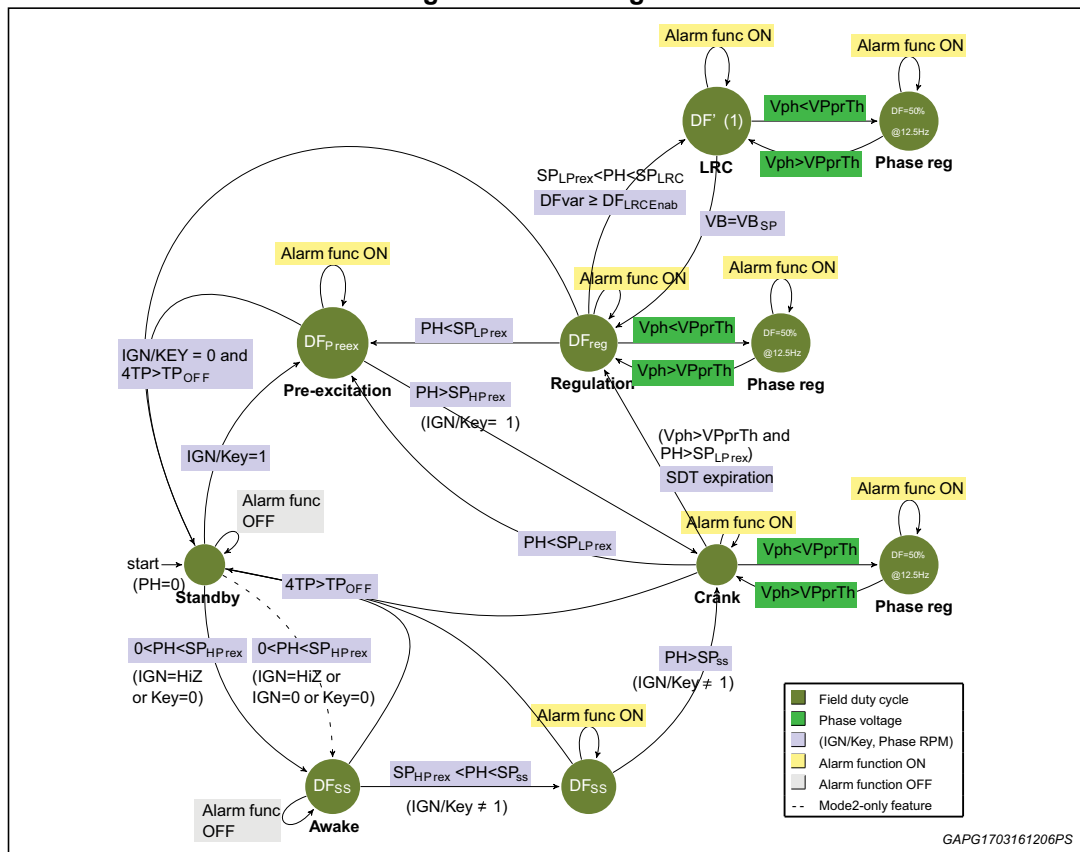 Alarm func ON
Alarm func ON
DF' (1)
Vph<VPprTh
DF=50%
@12.5Hz
Vph>VPprTh
LRC
Phase reg
SPLPrex<PH<SPLRC
DFvar ≥ DFLRCEnab
VB=VBSP
Alarm func ON
Alarm func ON
Alarm func ON
DFPreex
PH<SPLPrex
DFreg
Vph<VPprTh
DF=50%
@12.5Hz
Vph>VPprTh
IGN/KEY = 0 and
4TP>TPOFF
Pre-excitation
Regulation
Phase reg
PH>SPHPrex
(IGN/Key= 1)
(Vph>VPprTh and
PH>SPLPrex)
SDT expiration
IGN/Key=1
Alarm func
OFF
Alarm func ON
Alarm func ON
PH<SPLPrex
Vph<VPprTh
DF=50%
@12.5Hz
start
(PH=0)
Standby
4TP>TPOFF
Vph>VPprTh
Crank
Phase reg
0<PH<SPHPrex
(IGN=HiZ
or Key=0)
0<PH<SPHPrex
(IGN=HiZ or
IGN=0 or Key=0)
PH>SPss
(IGN/Key ≠ 1)
Alarm func ON
DFSS
SPHPrex <PH<SPss
(IGN/Key ≠ 1)
DFSS
Alarm func
OFF
Awake
Field duty cycle
Phase voltage
(IGN/Key, Phase RPM)
Alarm function ON
Alarm function OFF
-- Mode2-only feature
GAPG1703161206PS